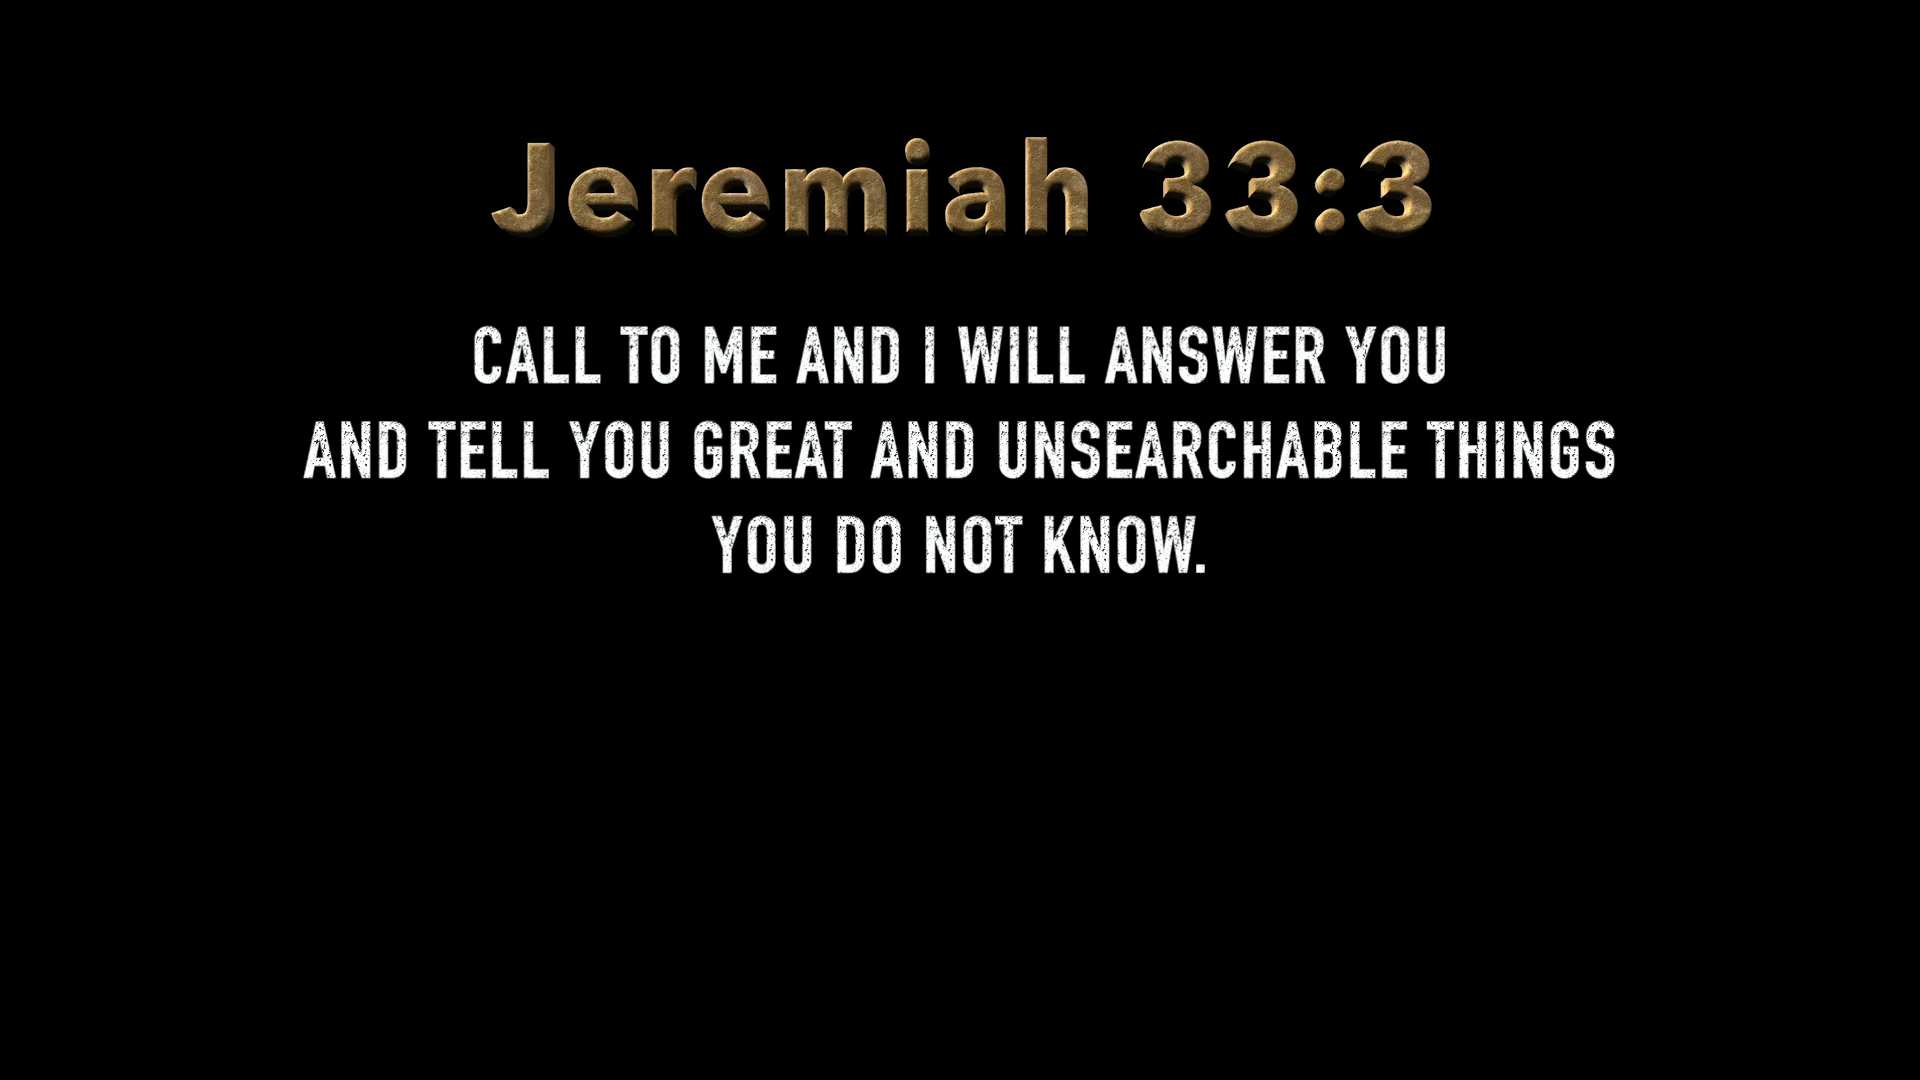 Jeremiah 33:3
CALL TO ME AND I WILL ANSWER YOU
AND TELL YOU GREAT AND UNSEARCHABLE THINGS
YOU DO NOT KNOW.